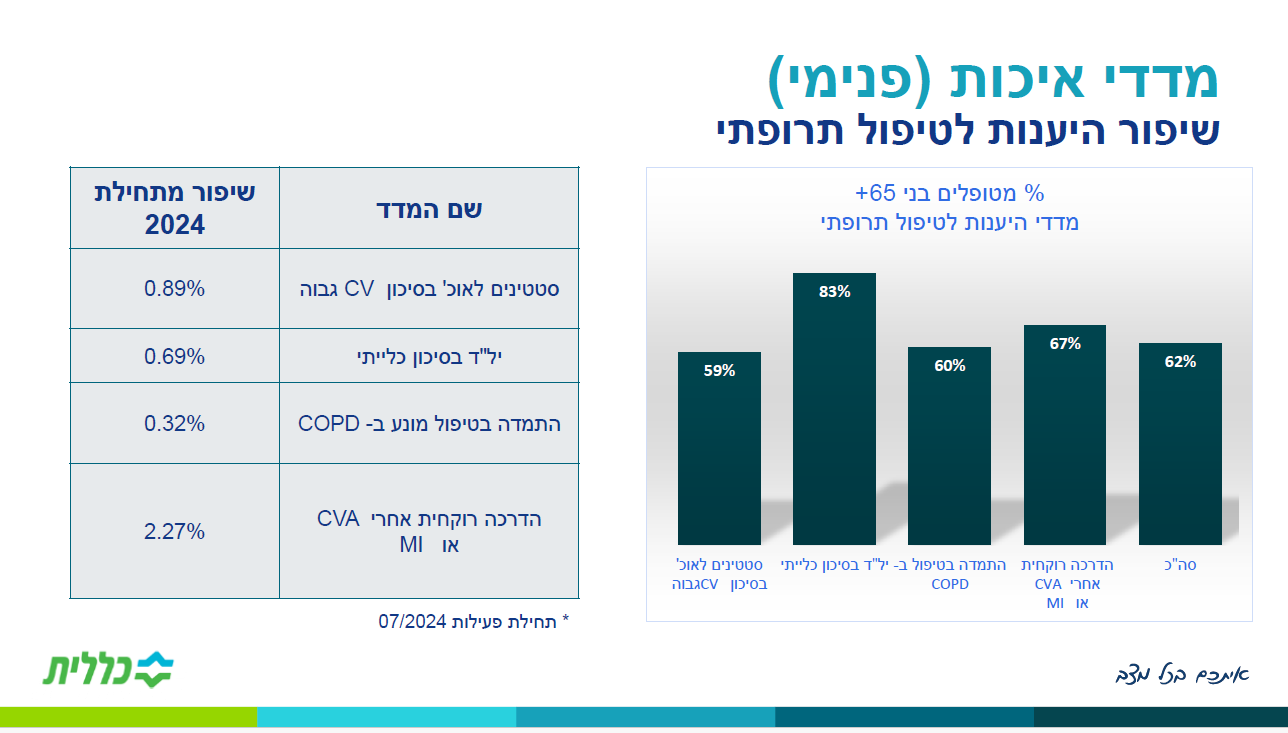 מדדי איכות (פנימי)
שיפור היענות לטיפול תרופתי
% מטופלים בני 65+
מדדי היענות לטיפול תרופתי
59%
83%
60%
67%
62%
סטטינים לאוכ'
בסיכון CVגבוה
יל"ד בסיכון כלייתי
התמדה בטיפול ב-
COPD
הדרכה רוקחית
אחרי CVA
או MI
סה"כ
שם המדד
שיפור מתחילת
2024
סטטינים לאוכ' בסיכון CV גבוה
0.89%
יל"ד בסיכון כלייתי
0.69%
התמדה בטיפול מונע ב- COPD
0.32%
הדרכה רוקחית אחרי CVA
או MI
2.27%
* תחילת פעילות 07/2024
כללית
איתכם בכל מצב